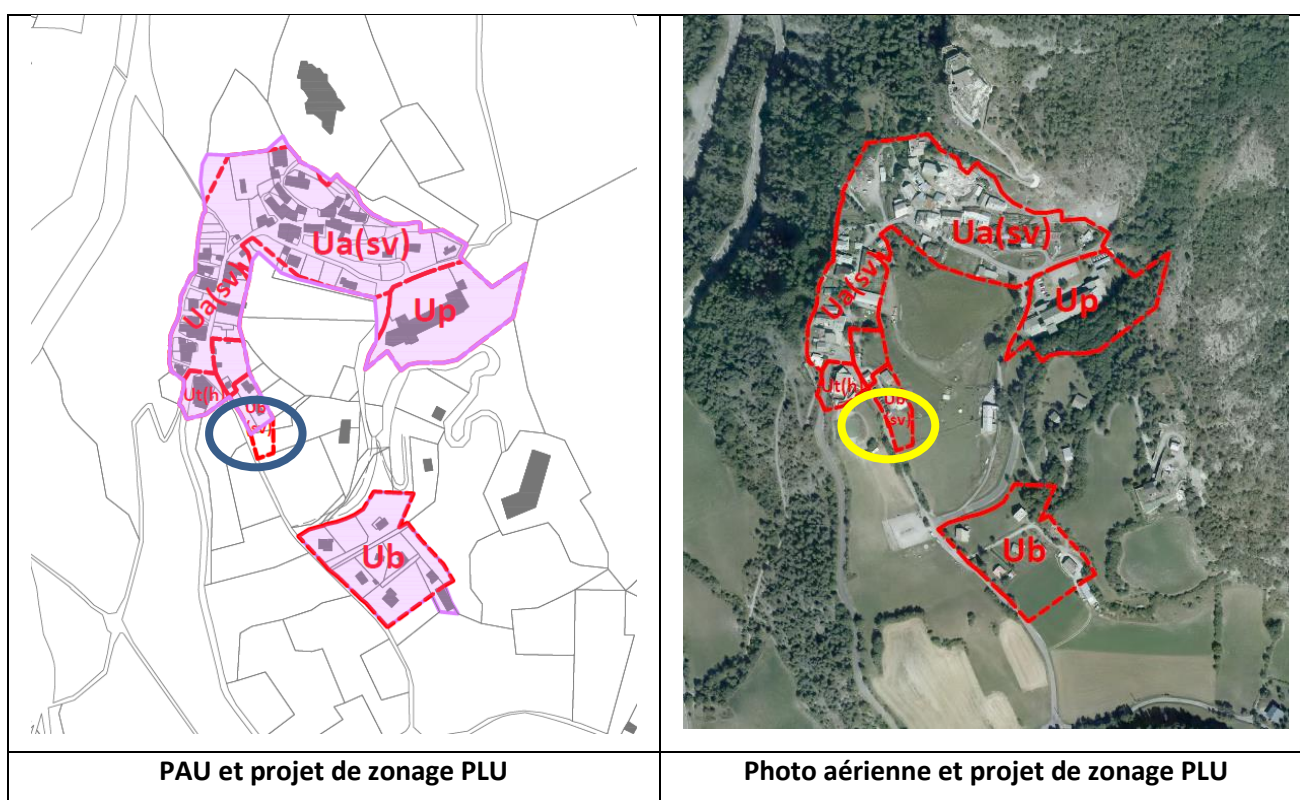 Ua(sv)
Ua(sv)
Up
Ut(h)
Ub
(sv)
Ub
Ua(sv)
Ua(sv)
Up
Ut(h)
Ub
(sv)
Ub
PAU et projet de zonage PLU
Photo aérienne et projet de zonage PLU